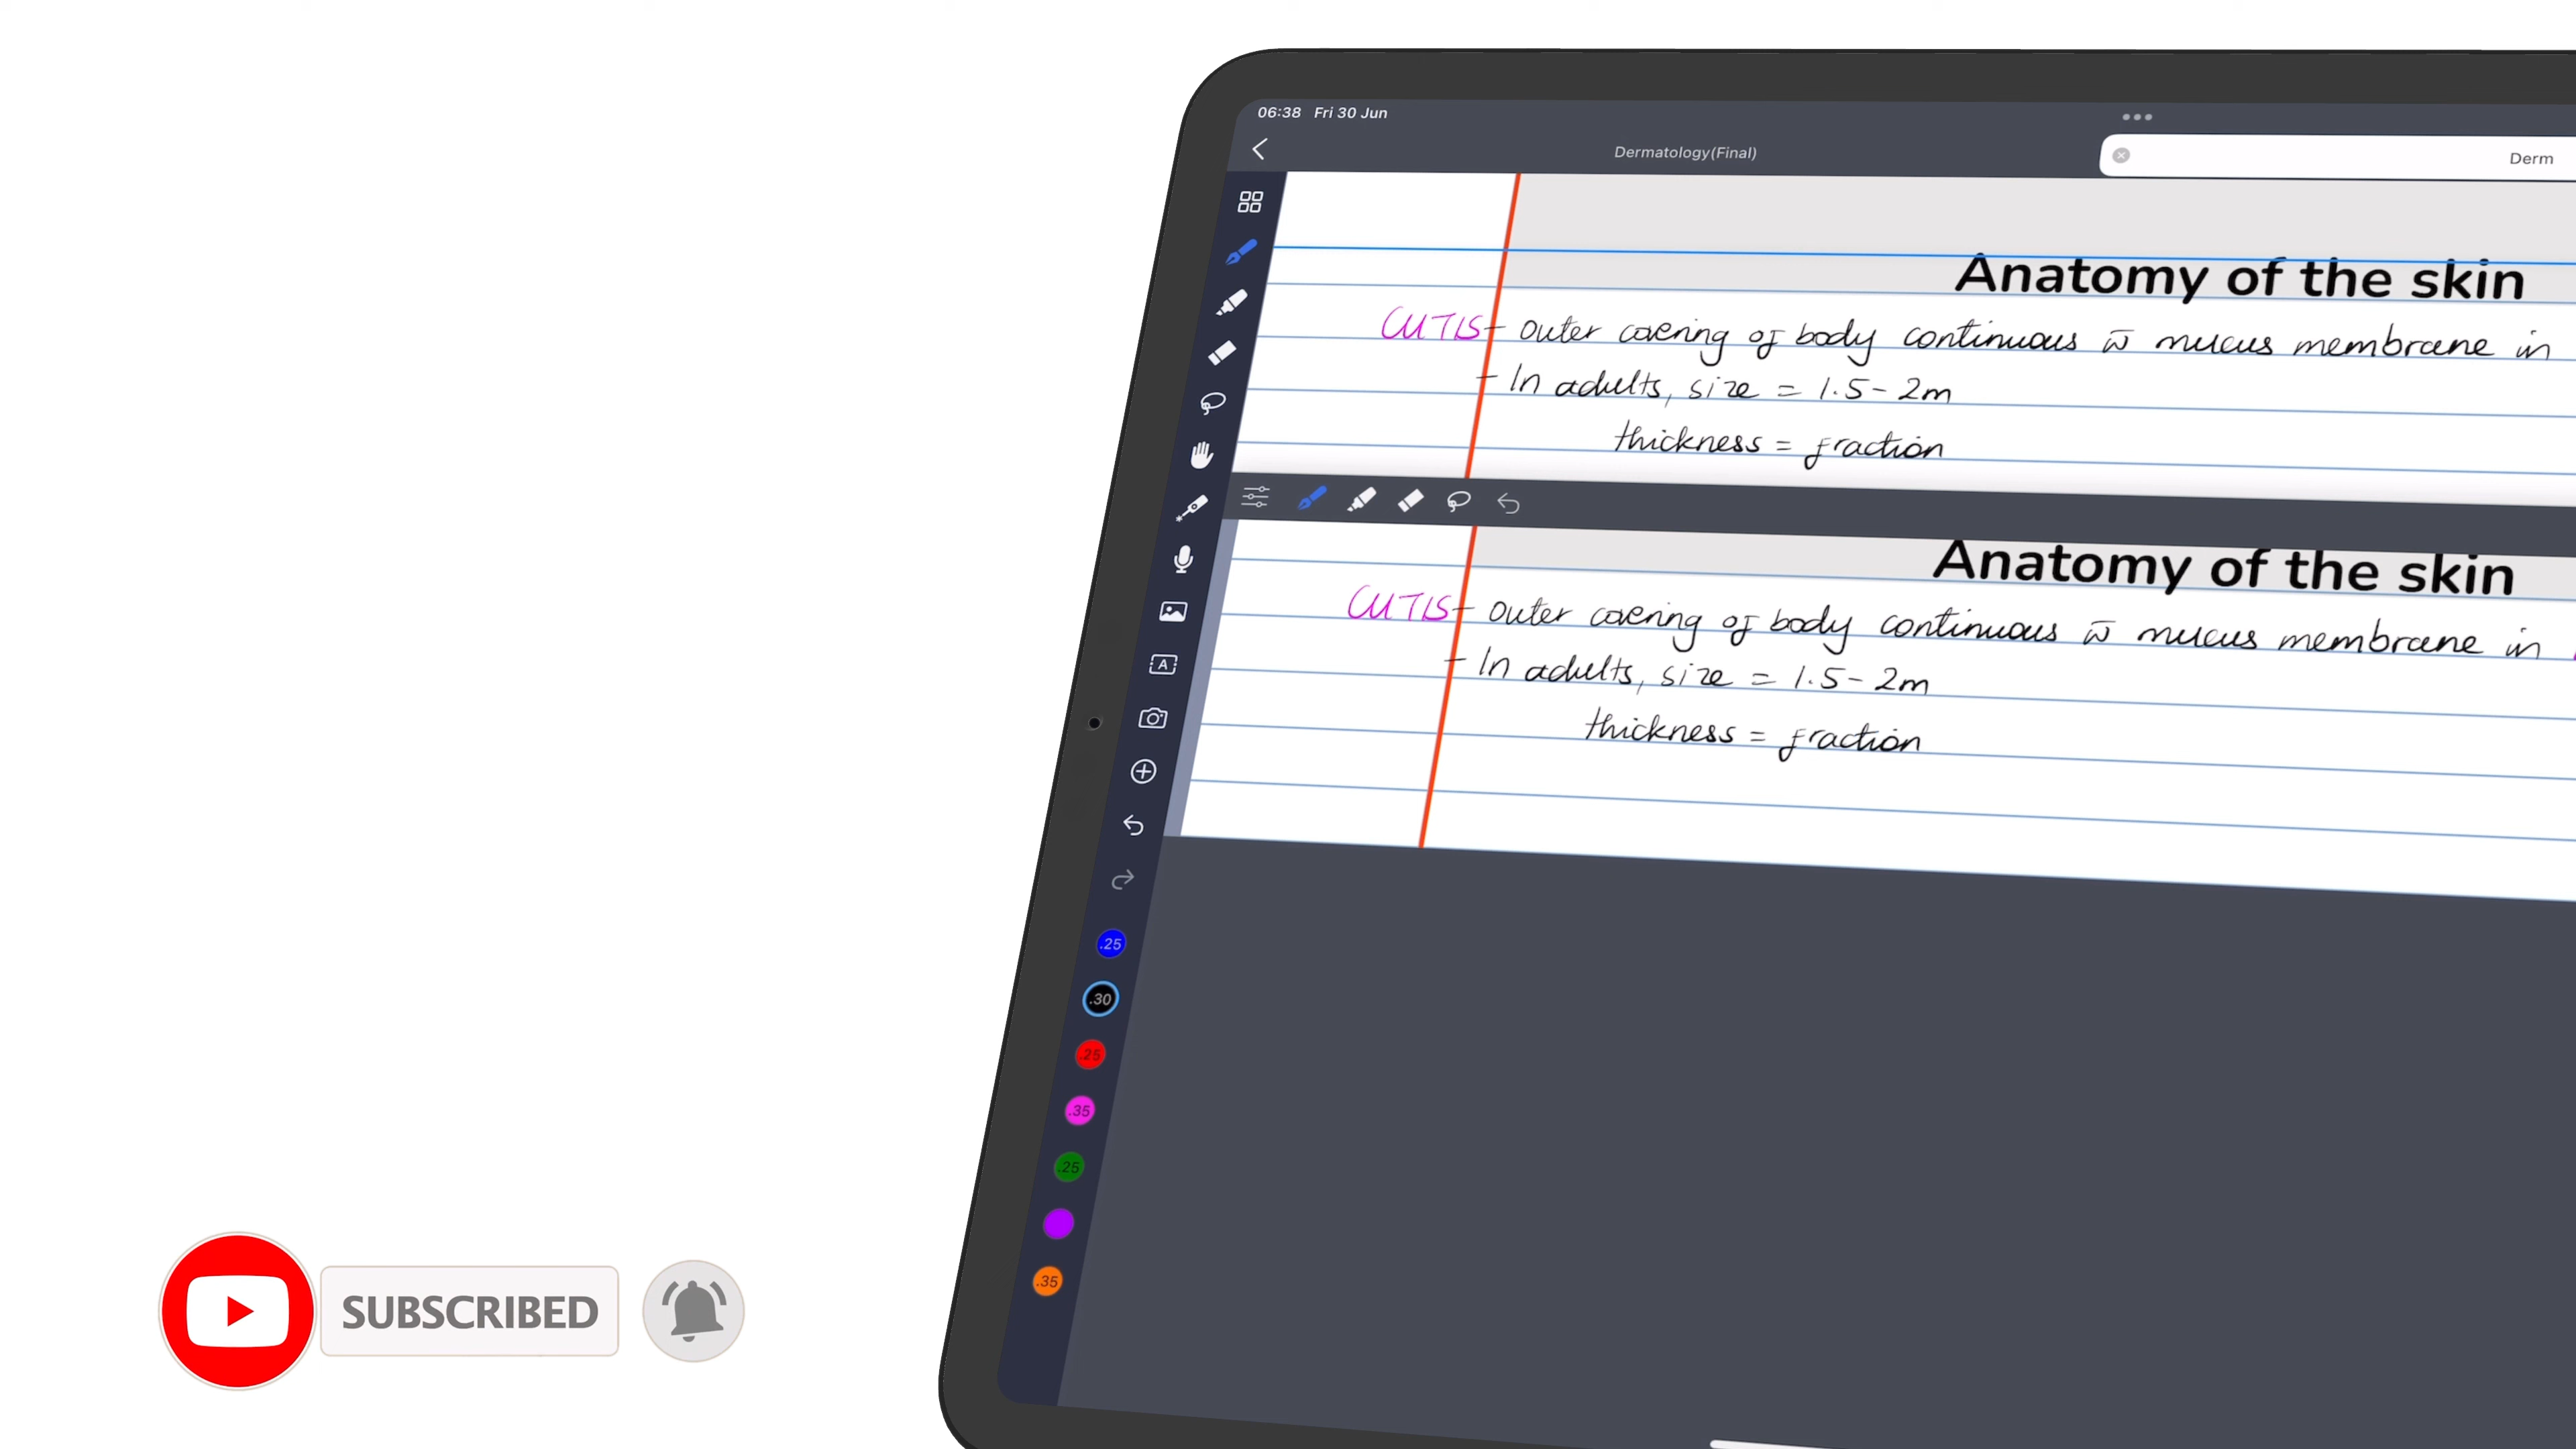 06:38 Fri 30 Jun
Dermatology(Final)
Derm
Anatomy of the skin
CUTIS - outer covering of body continuous w̄ mucus membrane in
- In adults, size = 1.5 - 2m
thickness = fraction
Anatomy of the skin
CUTIS - outer covering of body continuous w̄ mucus membrane in
- In adults, size = 1.5 - 2m
thickness = fraction
A
.25
.30
.25
.35
.25
.35
SUBSCRIBED